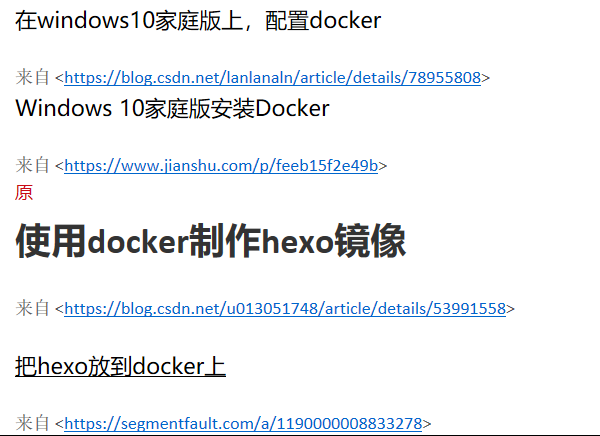 在windows10家庭版上，配置docker
来自 <https://blog.csdn.net/lanlanaln/article/details/78955808>
Windows 10家庭版安装Docker
来自 <https://www.jianshu.com/p/feeb15f2e49b>
原
使用docker制作hexo镜像
来自 <https://blog.csdn.net/u013051748/article/details/53991558>
把hexo放到docker上
来自 <https://segmentfault.com/a/1190000008833278>